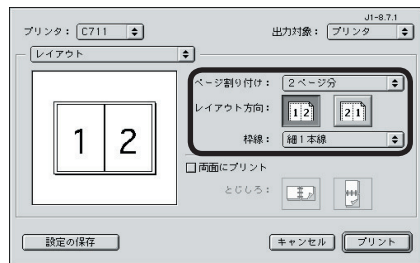 J1-8.7.1
プリンタ： C711 出力対象： プリンタ
レイアウト
ページ割り付け： 2ページ分
レイアウト方向： 1 2 2 1
枠線： 細1本線
1 2
両面にプリント
とじしろ：
設定の保存 キャンセル プリント